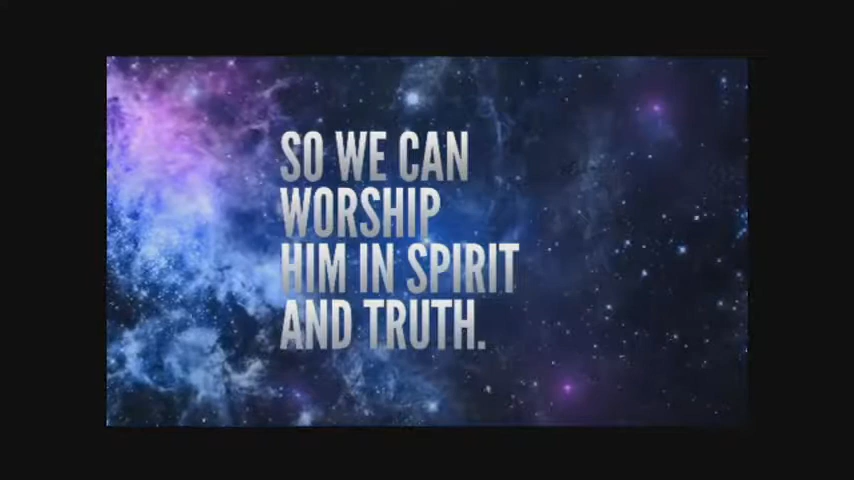 SO WE CAN
WORSHIP
HIM IN SPIRIT
AND TRUTH.